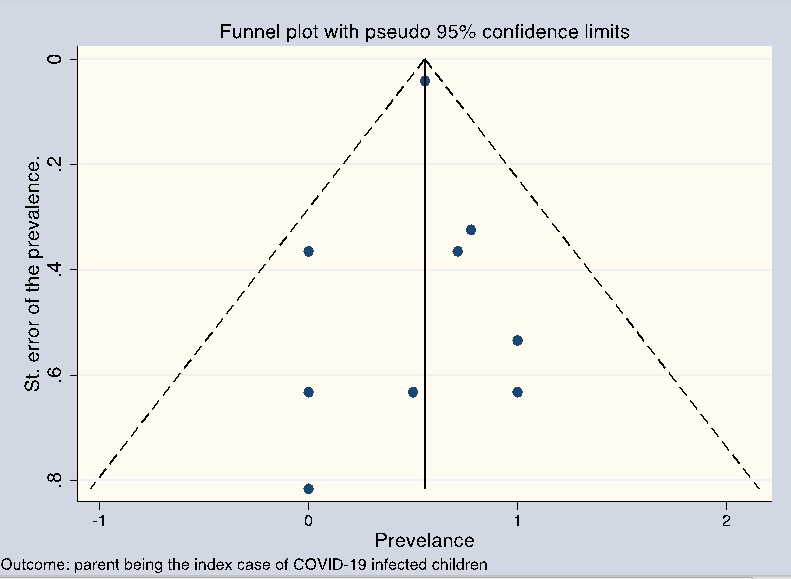 Funnel plot with pseudo 95% confidence limits
0
.2
.4
.6
.8
St. error of the prevalence.
-1 0 1 2
Prevelance
Outcome: parent being the index case of COVID-19 infected children